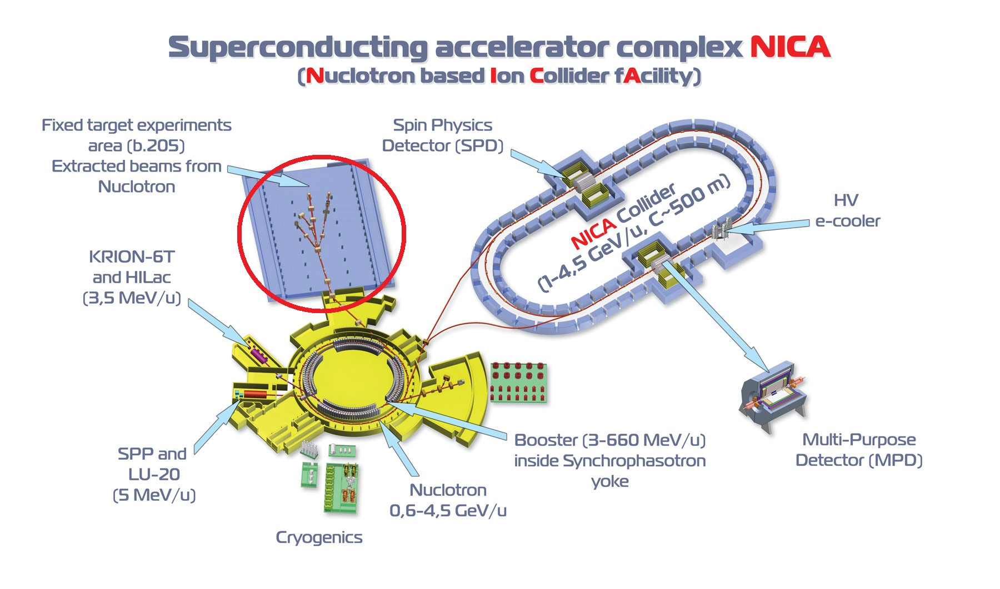 Superconducting accelerator complex NICA
(Nuclotron based Ion Collider fAcility)
Fixed target experiments
area (b.205)
Extracted beams from
Nuclotron
Spin Physics
Detector (SPD)
NICA Collider
(1-4,5 GeV/u, C~500 m)
HV
e-cooler
KRION-6T
and HILac
(3,5 MeV/u)
SPP and
LU-20
(5 MeV/u)
Cryogenics
Nuclotron
0,6-4,5 GeV/u
Booster (3-660 MeV/u)
inside Synchrophasotron
yoke
Multi-Purpose
Detector (MPD)